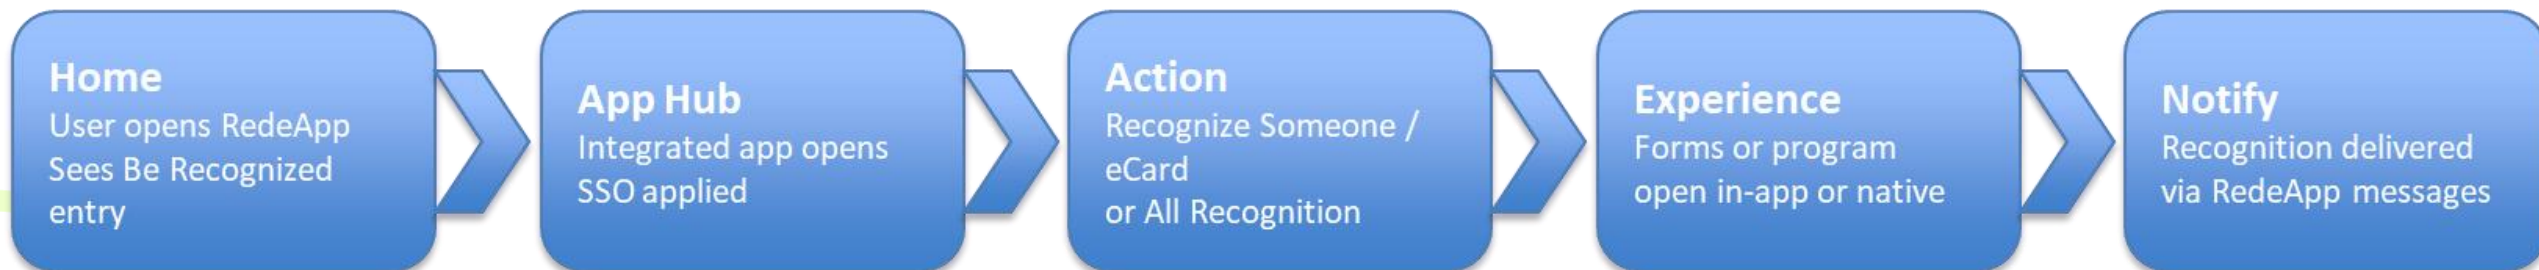 Home
User opens RedeApp
Sees Be Recognized
entry
App Hub
Integrated app opens
SSO applied
Action
Recognize Someone /
eCard
or All Recognition
Experience
Forms or program
open in-app or native
Notify
Recognition delivered
via RedeApp messages